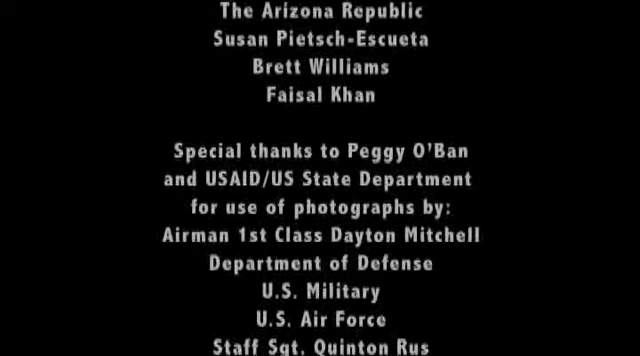 The Arizona Republic
Susan Pietsch-Escueta
Brett Williams
Faisal Khan
Special thanks to Peggy O'Ban
and USAID/US State Department
for use of photographs by:
Airman 1st Class Dayton Mitchell
Department of Defense
U.S. Military
U.S. Air Force
Staff Sgt. Quinton Rus